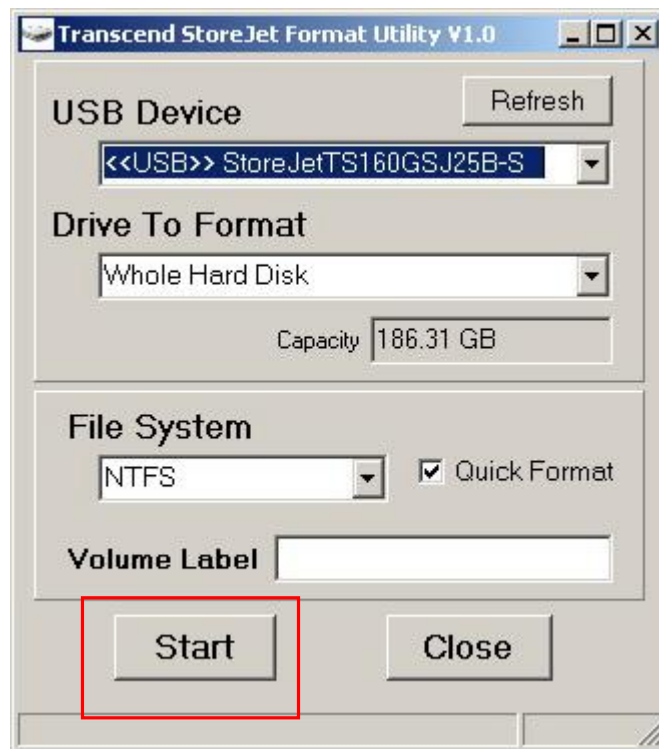 Transcend StoreJet Format Utility V1.0
USB Device
Refresh
<<USB>> StoreJetTS160GSJ25B-S
Drive To Format
Whole Hard Disk
Capacity 186.31 GB
File System
NTFS
Quick Format
Volume Label
Start
Close